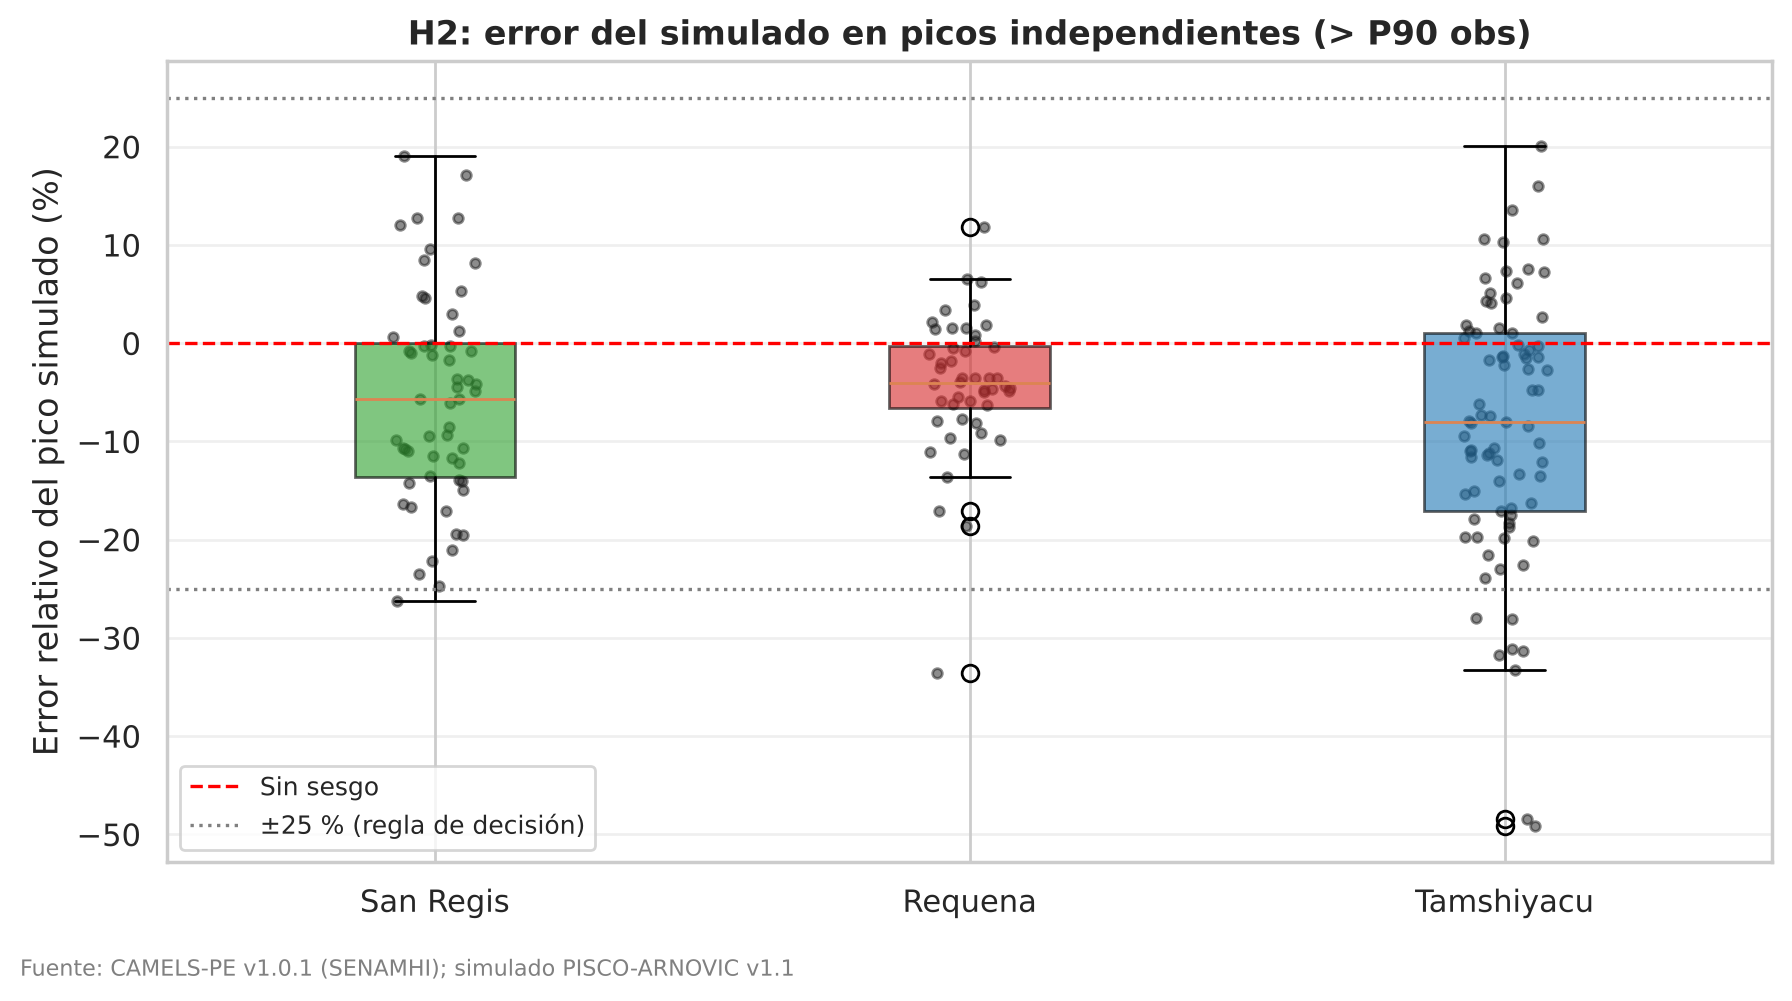 H2: error del simulado en picos independientes (> P90 obs)
Error relativo del pico simulado (%)
20
10
0
−10
−20
−30
−40
−50
Sin sesgo
±25 % (regla de decisión)
San Regis
Requena
Tamshiyacu
Fuente: CAMELS-PE v1.0.1 (SENAMHI); simulado PISCO-ARNOVIC v1.1